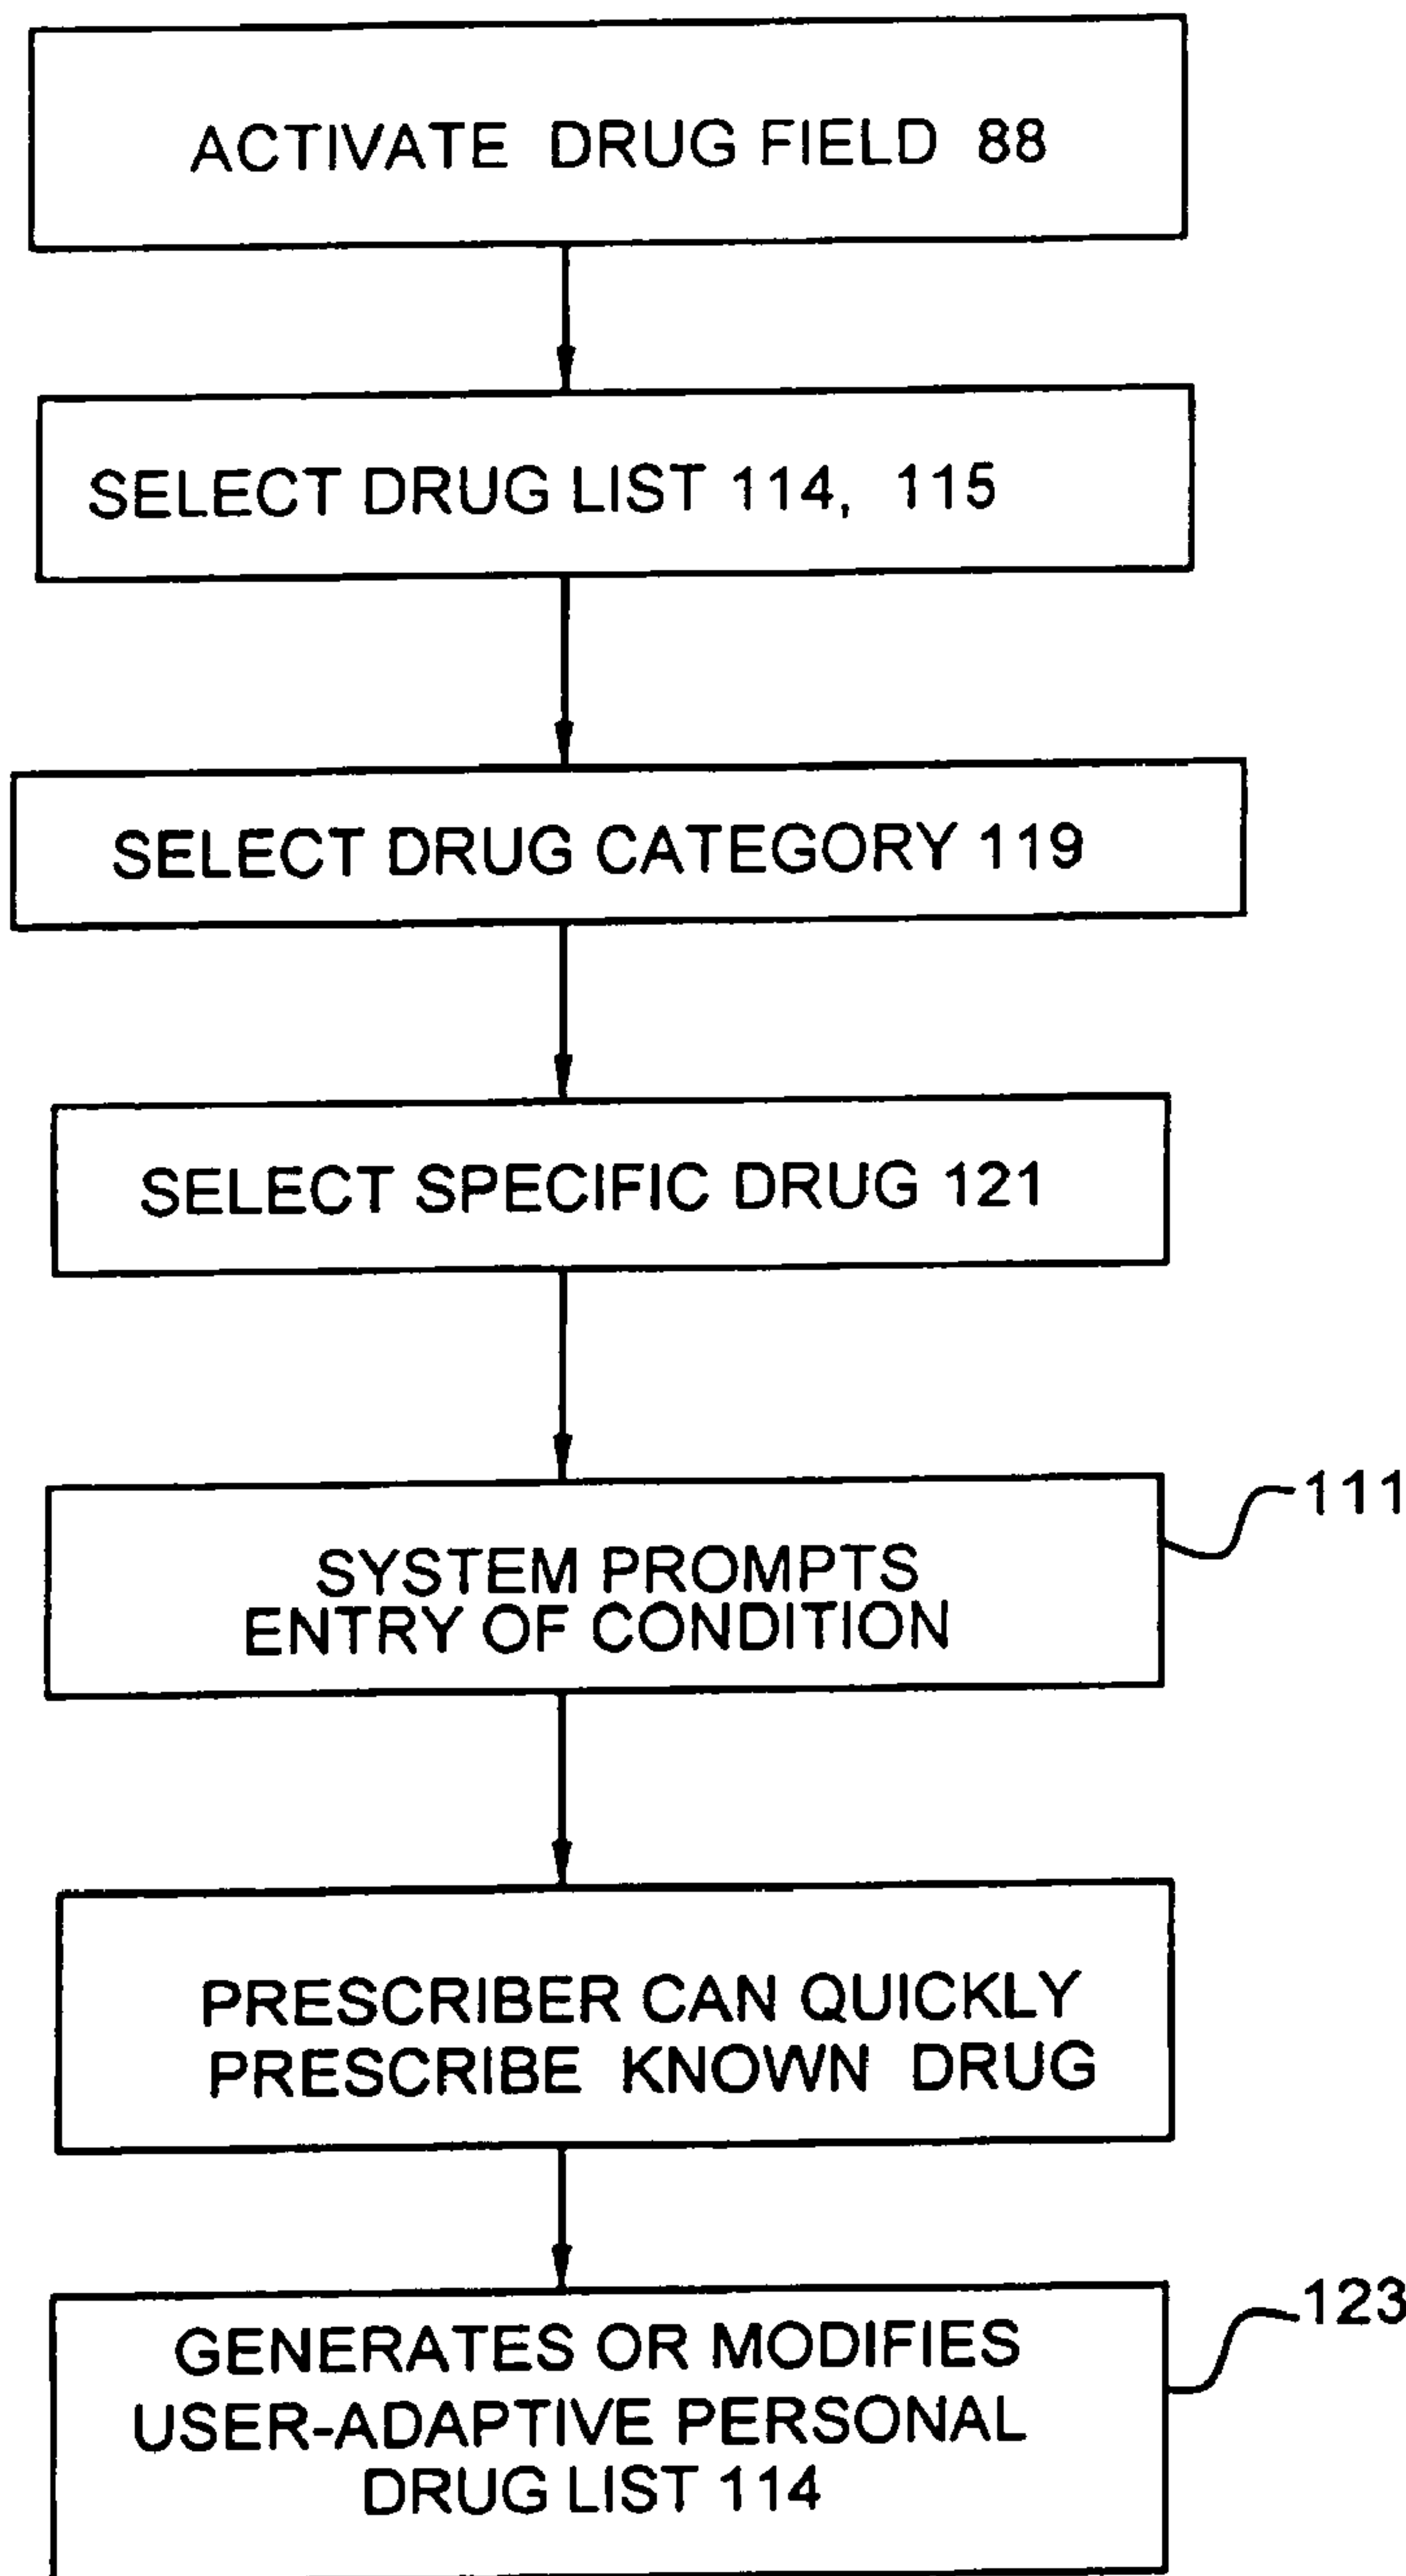 ACTIVATE DRUG FIELD 88
SELECT DRUG LIST 114, 115
SELECT DRUG CATEGORY 119
SELECT SPECIFIC DRUG 121
111
SYSTEM PROMPTS
ENTRY OF CONDITION
PRESCRIBER CAN QUICKLY
PRESCRIBE KNOWN DRUG
123
GENERATES OR MODIFIES
USER-ADAPTIVE PERSONAL
DRUG LIST 114